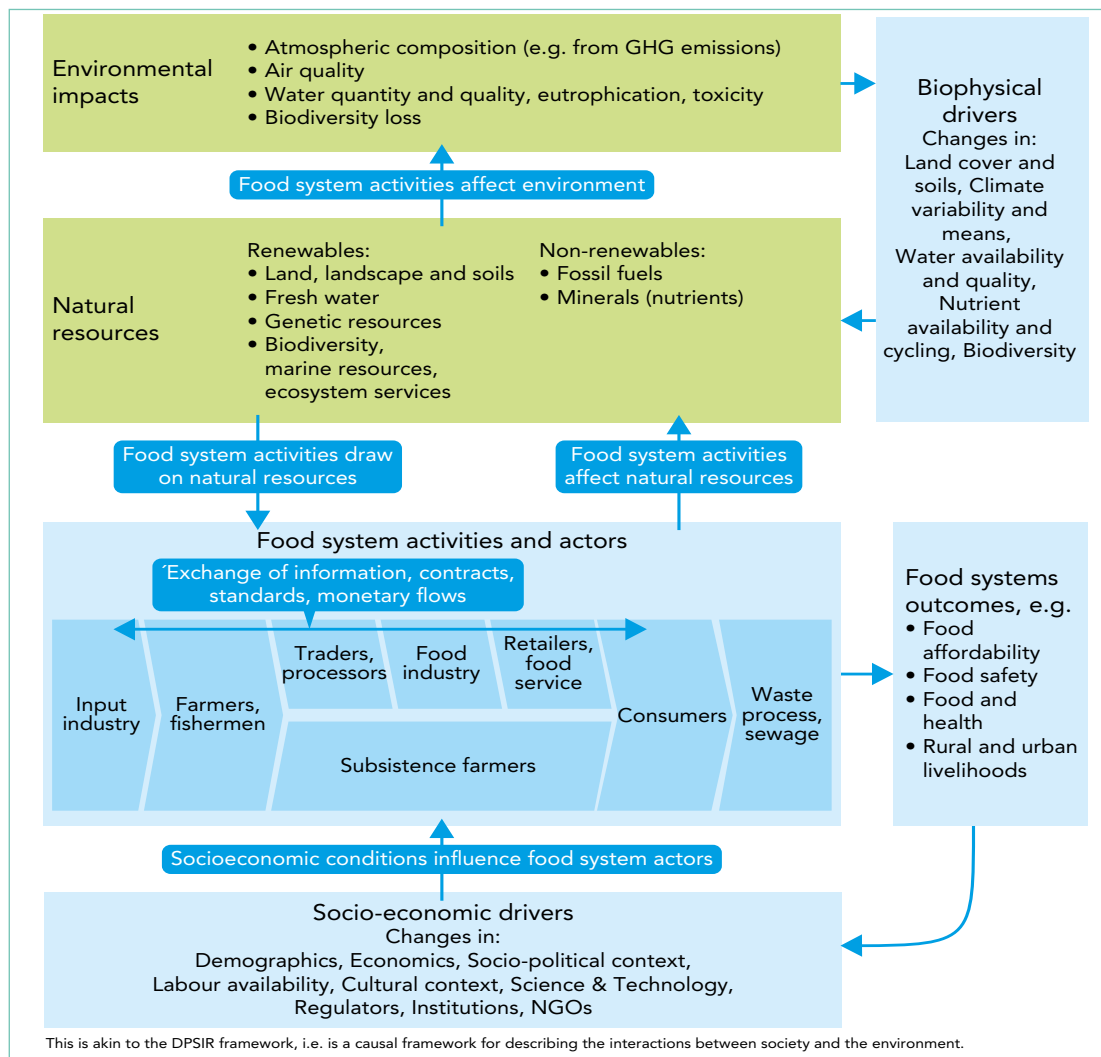 Environmental
impacts
• Atmospheric composition (e.g. from GHG emissions)
• Air quality
• Water quantity and quality, eutrophication, toxicity
• Biodiversity loss
Biophysical
drivers
Changes in:
Land cover and
soils, Climate
variability and
means,
Water availability
and quality,
Nutrient
availability and
cycling, Biodiversity
Food system activities affect environment
Natural
resources
Renewables:
• Land, landscape and soils
• Fresh water
• Genetic resources
• Biodiversity,
marine resources,
ecosystem services
Non-renewables:
• Fossil fuels
• Minerals (nutrients)
Food system activities draw
on natural resources
Food system activities
affect natural resources
Food system activities and actors
´Exchange of information, contracts,
standards, monetary flows
Input
industry
Farmers,
fishermen
Traders,
processors
Food
industry
Retailers,
food
service
Subsistence farmers
Consumers
Waste
process,
sewage
Food systems
outcomes, e.g.
• Food
affordability
• Food safety
• Food and
health
• Rural and urban
livelihoods
Socioeconomic conditions influence food system actors
Socio-economic drivers
Changes in:
Demographics, Economics, Socio-political context,
Labour availability, Cultural context, Science & Technology,
Regulators, Institutions, NGOs
This is akin to the DPSIR framework, i.e. is a causal framework for describing the interactions between society and the environment.